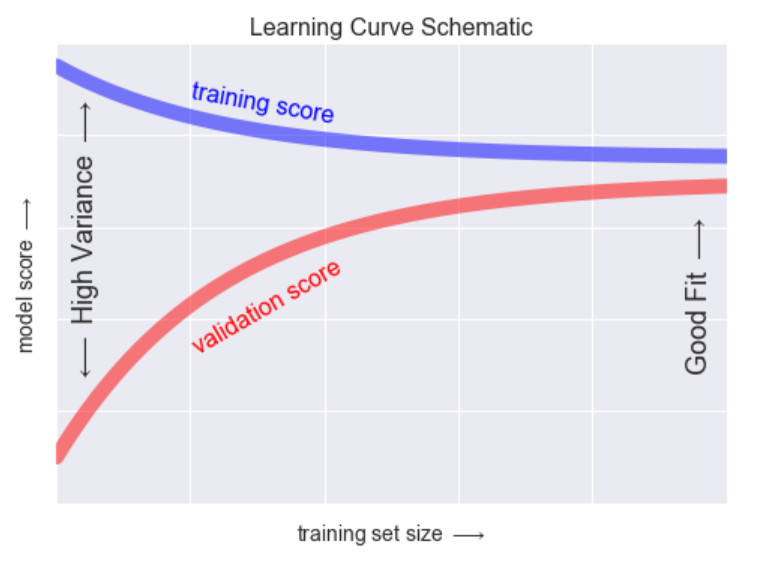 Learning Curve Schematic
training score
← High Variance →
validation score
Good Fit →
model score →
training set size →